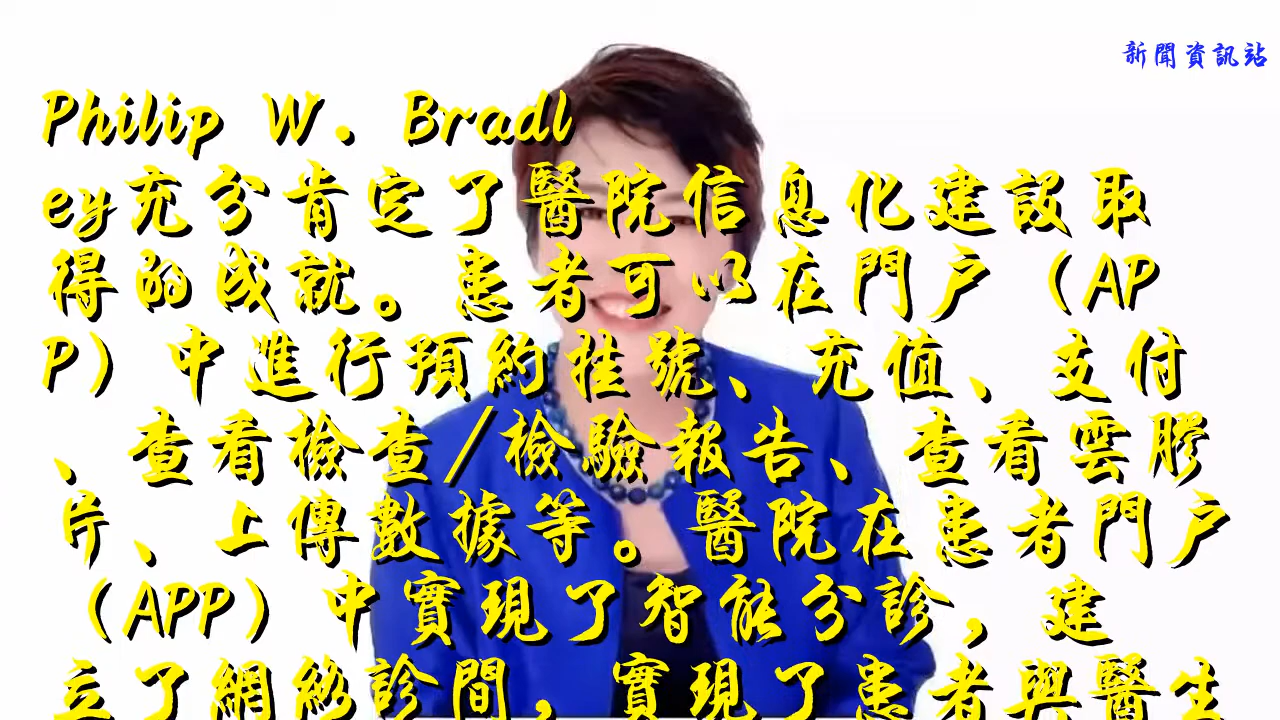 新聞資訊站
Philip W. Bradl
ey充分肯定了醫院信息化建設取
得的成就。患者可以在門户（AP
P）中進行預約挂號、充值、支付
、查看檢查/檢驗報告、查看雲膠
片、上傳數據等。醫院在患者門户
（APP）中實現了智能分診，建
立了網絡診間，實現了患者與醫生